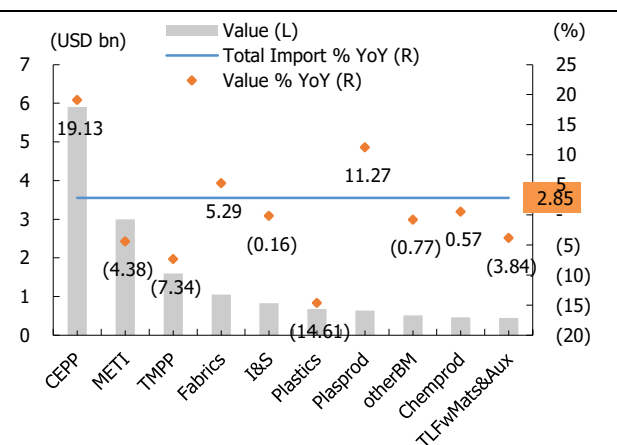 (USD bn)
(%)
Value (L)
Total Import % YoY (R)
Value % YoY (R)
7
6
5
4
3
2
1
0
25
20
15
10
5
-
(5)
(10)
(15)
(20)
19.13
(4.38)
(7.34)
5.29
(0.16)
(14.61)
11.27
(0.77)
0.57
(3.84)
2.85
CEPP
METI
TMPP
Fabrics
I&S
Plastics
Plasprod
otherBM
Chemprod
TLFwMats&Aux